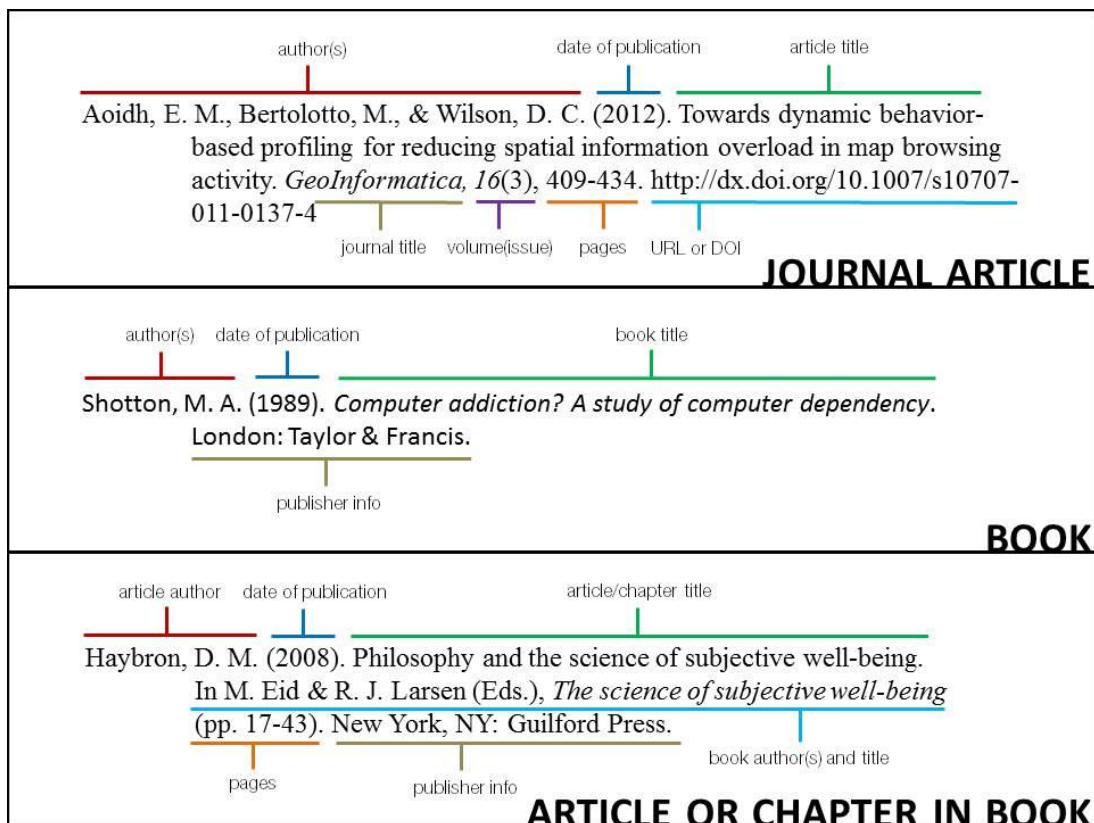 author(s) date of publication article title
Aoidh, E. M., Bertolotto, M., & Wilson, D. C. (2012). Towards dynamic behavior-
based profiling for reducing spatial information overload in map browsing
activity. GeoInformatica, 16(3), 409-434. http://dx.doi.org/10.1007/s10707-
011-0137-4
journal title volume(issue) pages URL or DOI
JOURNAL ARTICLE
author(s) date of publication book title
Shotton, M. A. (1989). Computer addiction? A study of computer dependency.
London: Taylor & Francis.
publisher info
BOOK
article author date of publication article/chapter title
Haybron, D. M. (2008). Philosophy and the science of subjective well-being.
In M. Eid & R. J. Larsen (Eds.), The science of subjective well-being
(pp. 17-43). New York, NY: Guilford Press.
book author(s) and title
pages publisher info
ARTICLE OR CHAPTER IN BOOK